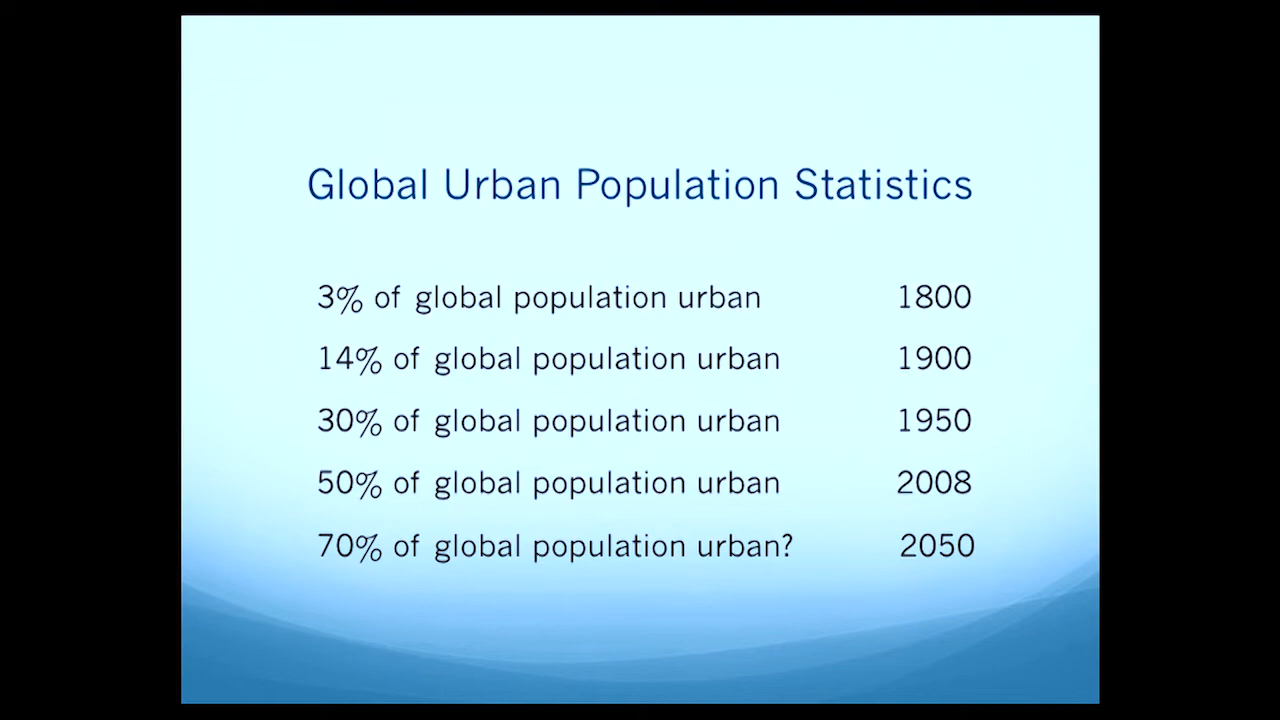 Global Urban Population Statistics
3% of global population urban 1800
14% of global population urban 1900
30% of global population urban 1950
50% of global population urban 2008
70% of global population urban? 2050